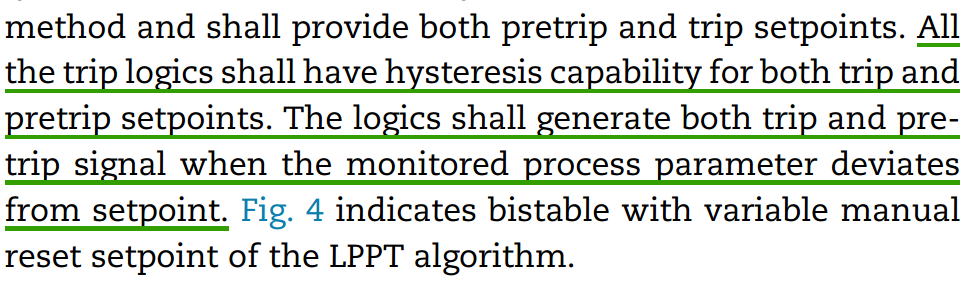 method and shall provide both pretrip and trip setpoints. All
the trip logics shall have hysteresis capability for both trip and
pretrip setpoints. The logics shall generate both trip and pre-
trip signal when the monitored process parameter deviates
from setpoint. Fig. 4 indicates bistable with variable manual
reset setpoint of the LPPT algorithm.